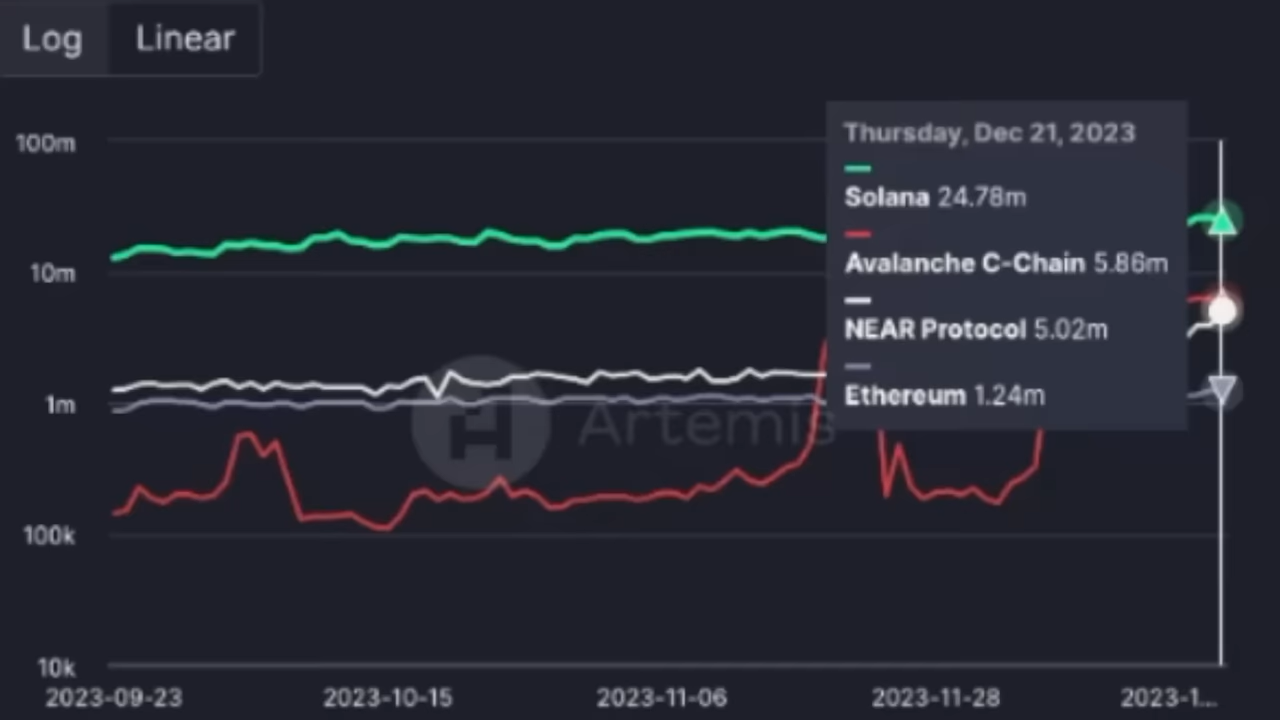 Log Linear
100m
10m
1m
100k
10k
Thursday, Dec 21, 2023
Solana 24.78m
Avalanche C-Chain 5.86m
NEAR Protocol 5.02m
Ethereum 1.24m
Artemis
2023-09-23 2023-10-15 2023-11-06 2023-11-28 2023-1...